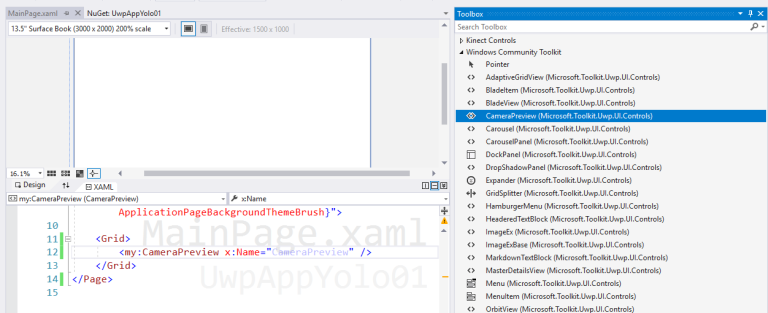 MainPage.xaml
NuGet: UwpAppYolo01
13.5" Surface Book (3000 x 2000) 200% scale
Effective: 1500 x 1000
16.1%
Design
XAML
my:CameraPreview (CameraPreview)
x:Name
ApplicationPageBackgroundThemeBrush}">
10
11 <Grid>
12 <my:CameraPreview x:Name="CameraPreview" />
13 </Grid>
14 </Page>
15
MainPage.xaml
UwpAppYolo01
Toolbox
Search Toolbox
Kinect Controls
Windows Community Toolkit
Pointer
AdaptiveGridView (Microsoft.Toolkit.Uwp.UI.Controls)
BladeItem (Microsoft.Toolkit.Uwp.UI.Controls)
BladeView (Microsoft.Toolkit.Uwp.UI.Controls)
CameraPreview (Microsoft.Toolkit.Uwp.UI.Controls)
Carousel (Microsoft.Toolkit.Uwp.UI.Controls)
CarouselPanel (Microsoft.Toolkit.Uwp.UI.Controls)
DockPanel (Microsoft.Toolkit.Uwp.UI.Controls)
DropShadowPanel (Microsoft.Toolkit.Uwp.UI.Controls)
Expander (Microsoft.Toolkit.Uwp.UI.Controls)
GridSplitter (Microsoft.Toolkit.Uwp.UI.Controls)
HamburgerMenu (Microsoft.Toolkit.Uwp.UI.Controls)
HeaderedTextBlock (Microsoft.Toolkit.Uwp.UI.Controls)
ImageEx (Microsoft.Toolkit.Uwp.UI.Controls)
ImageExBase (Microsoft.Toolkit.Uwp.UI.Controls)
MarkdownTextBlock (Microsoft.Toolkit.Uwp.UI.Controls)
MasterDetailsView (Microsoft.Toolkit.Uwp.UI.Controls)
Menu (Microsoft.Toolkit.Uwp.UI.Controls)
MenuItem (Microsoft.Toolkit.Uwp.UI.Controls)
OrbitView (Microsoft.Toolkit.Uwp.UI.Controls)